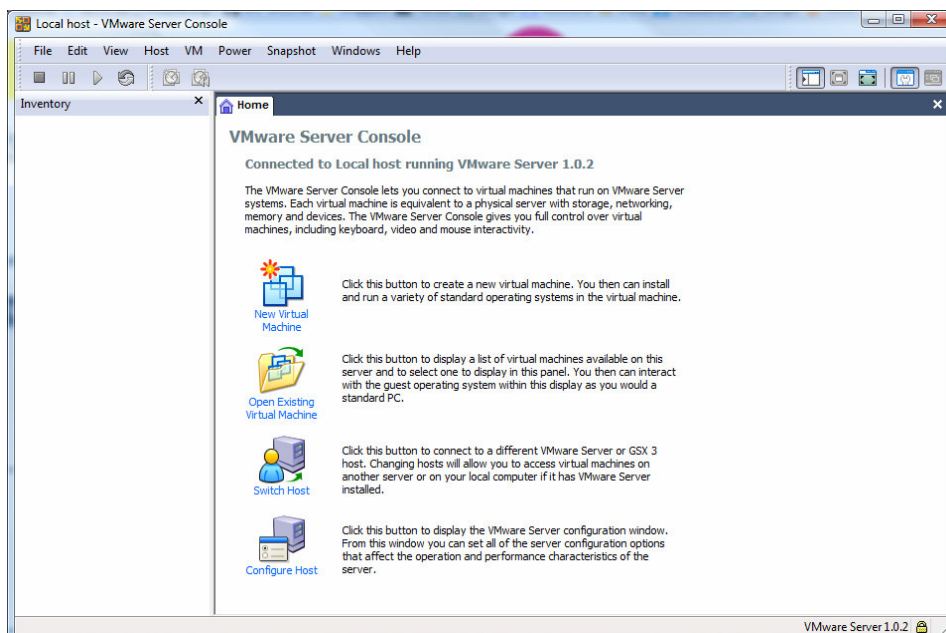 Local host - VMware Server Console
File Edit View Host VM Power Snapshot Windows Help
Inventory
Home
VMware Server Console
Connected to Local host running VMware Server 1.0.2
The VMware Server Console lets you connect to virtual machines that run on VMware Server
systems. Each virtual machine is equivalent to a physical server with storage, networking,
memory and devices. The VMware Server Console gives you full control over virtual
machines, including keyboard, video and mouse interactivity.
New Virtual
Machine
Click this button to create a new virtual machine. You then can install
and run a variety of standard operating systems in the virtual machine.
Open Existing
Virtual Machine
Click this button to display a list of virtual machines available on this
server and to select one to display in this panel. You then can interact
with the guest operating system within this display as you would a
standard PC.
Switch Host
Click this button to connect to a different VMware Server or GSX 3
host. Changing hosts will allow you to access virtual machines on
another server or on your local computer if it has VMware Server
installed.
Configure Host
Click this button to display the VMware Server configuration window.
From this window you can set all of the server configuration options
that affect the operation and performance characteristics of the
server.
VMware Server 1.0.2